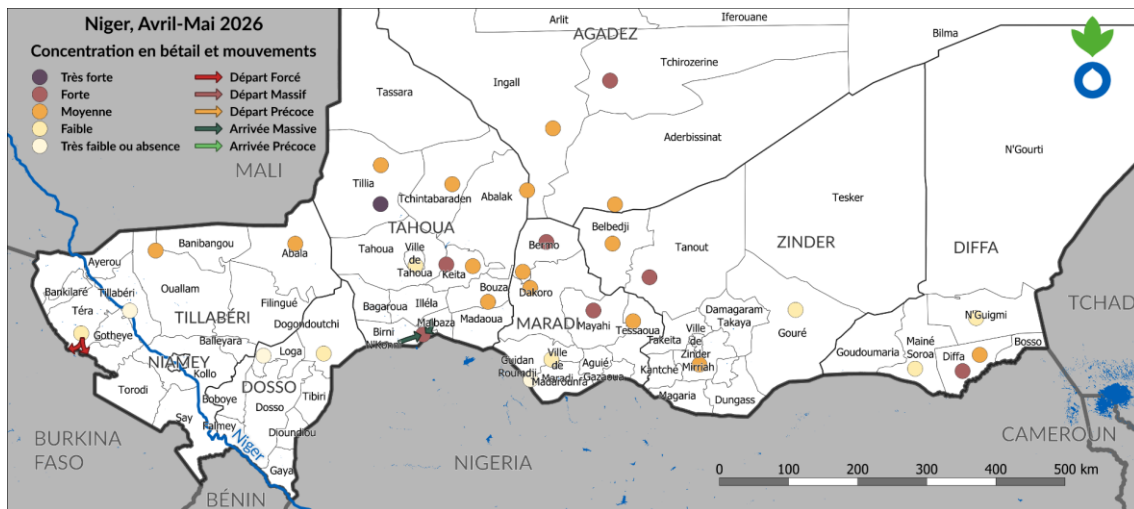 Niger, Avril-Mai 2026
Concentration en bétail et mouvements
Très forte
Départ Forcé
Forte
Départ Massif
Moyenne
Départ Précoce
Faible
Arrivée Massive
Très faible ou absence
Arrivée Précoce
Arlit
Iferouane
AGADEZ
Bilma
Tchirozerine
Ingall
Tassara
Aderbissinat
N'Gourti
MALI
Tillia
Tchintabaraden
Abalak
Tesker
TAHOUA
Belbedji
Banibangou
Abala
Tahoua
Ville
de
Tahoua
Keita
Bermo
Tanout
ZINDER
DIFFA
Ayerou
Bankilaré
Tillabéri
Ouallam
Filingué
Bouza
Dakoro
TCHAD
Téra
Gotheye
TILLABÉRI
Dogondoutchi
Bagaroua
Illéla
Madaoua
MARADI
Mayahi
Tessaoua
Damagaram
Takaya
Gouré
N'Guigmi
Balleyara
Birni
N'Konni
Malbaza
Takeita
Ville
de
Zinder
Mirriah
Goudoumaria
Mainé
Soroa
Diffa
Bosso
NIAMEY
Kollo
Loga
Guidan
Roumdji
Ville
de
Maradi
Madarounfa
Aguié
Gazaoua
Kantché
Torodi
DOSSO
Tibiri
Magaria
Dungass
Boboye
Say
Falmey
Dosso
Dioundiou
Niger
Gaya
BURKINA
FASO
BÉNIN
NIGERIA
CAMEROUN
0 100 200 300 400 500 km